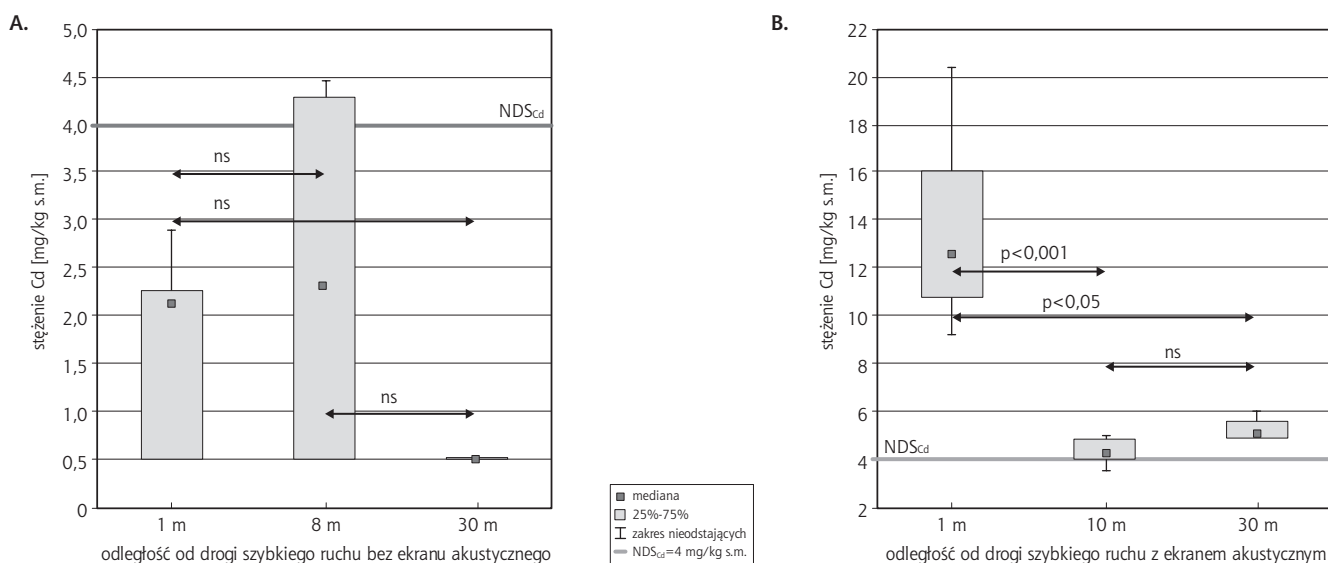 A.
5,0
4,5
4,0
3,5
3,0
2,5
2,0
1,5
1,0
0,5
0
stężenie Cd [mg/kg s.m.]
NDSCd
ns
ns
ns
1 m 8 m 30 m
odległość od drogi szybkiego ruchu bez ekranu akustycznego
mediana
25%-75%
zakres nieodstających
NDSCd=4 mg/kg s.m.
B.
22
20
18
16
14
12
10
8
6
4
2
stężenie Cd [mg/kg s.m.]
p<0,001
p<0,05
ns
NDSCd
1 m 10 m 30 m
odległość od drogi szybkiego ruchu z ekranem akustycznym